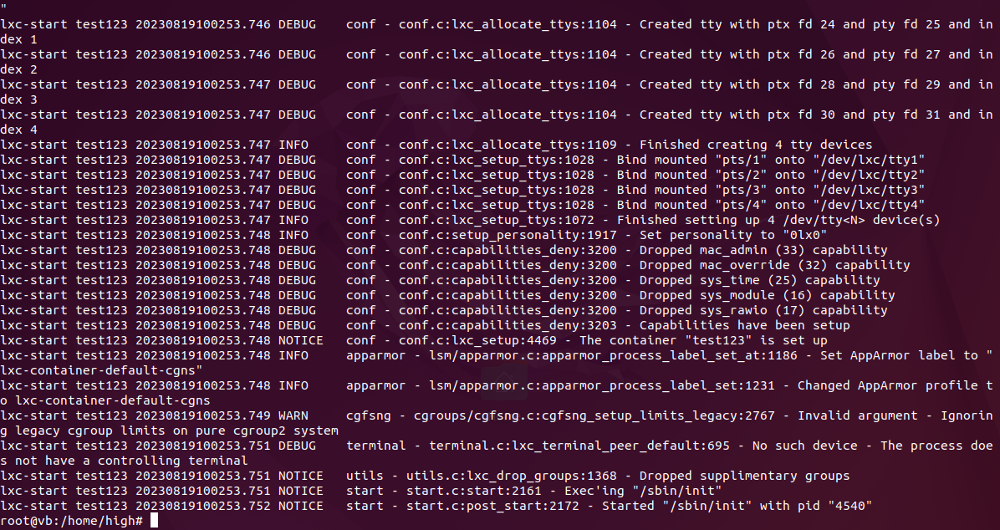 "
lxc-start test123 20230819100253.746 DEBUG    conf - conf.c:lxc_allocate_ttys:1104 - Created tty with ptx fd 24 and pty fd 25 and in
dex 1
lxc-start test123 20230819100253.746 DEBUG    conf - conf.c:lxc_allocate_ttys:1104 - Created tty with ptx fd 26 and pty fd 27 and in
dex 2
lxc-start test123 20230819100253.747 DEBUG    conf - conf.c:lxc_allocate_ttys:1104 - Created tty with ptx fd 28 and pty fd 29 and in
dex 3
lxc-start test123 20230819100253.747 DEBUG    conf - conf.c:lxc_allocate_ttys:1104 - Created tty with ptx fd 30 and pty fd 31 and in
dex 4
lxc-start test123 20230819100253.747 INFO     conf - conf.c:lxc_allocate_ttys:1109 - Finished creating 4 tty devices
lxc-start test123 20230819100253.747 DEBUG    conf - conf.c:lxc_setup_ttys:1028 - Bind mounted "pts/1" onto "/dev/lxc/tty1"
lxc-start test123 20230819100253.747 DEBUG    conf - conf.c:lxc_setup_ttys:1028 - Bind mounted "pts/2" onto "/dev/lxc/tty2"
lxc-start test123 20230819100253.747 DEBUG    conf - conf.c:lxc_setup_ttys:1028 - Bind mounted "pts/3" onto "/dev/lxc/tty3"
lxc-start test123 20230819100253.747 DEBUG    conf - conf.c:lxc_setup_ttys:1028 - Bind mounted "pts/4" onto "/dev/lxc/tty4"
lxc-start test123 20230819100253.747 INFO     conf - conf.c:lxc_setup_ttys:1072 - Finished setting up 4 /dev/tty<N> device(s)
lxc-start test123 20230819100253.748 INFO     conf - conf.c:setup_personality:1917 - Set personality to "0lx0"
lxc-start test123 20230819100253.748 DEBUG    conf - conf.c:capabilities_deny:3200 - Dropped mac_admin (33) capability
lxc-start test123 20230819100253.748 DEBUG    conf - conf.c:capabilities_deny:3200 - Dropped mac_override (32) capability
lxc-start test123 20230819100253.748 DEBUG    conf - conf.c:capabilities_deny:3200 - Dropped sys_time (25) capability
lxc-start test123 20230819100253.748 DEBUG    conf - conf.c:capabilities_deny:3200 - Dropped sys_module (16) capability
lxc-start test123 20230819100253.748 DEBUG    conf - conf.c:capabilities_deny:3200 - Dropped sys_rawio (17) capability
lxc-start test123 20230819100253.748 DEBUG    conf - conf.c:capabilities_deny:3203 - Capabilities have been setup
lxc-start test123 20230819100253.748 NOTICE   conf - conf.c:lxc_setup:4469 - The container "test123" is set up
lxc-start test123 20230819100253.748 INFO     apparmor - lsm/apparmor.c:apparmor_process_label_set_at:1186 - Set AppArmor label to "
lxc-container-default-cgns"
lxc-start test123 20230819100253.748 INFO     apparmor - lsm/apparmor.c:apparmor_process_label_set:1231 - Changed AppArmor profile t
o lxc-container-default-cgns
lxc-start test123 20230819100253.749 WARN     cgfsng - cgroups/cgfsng.c:cgfsng_setup_limits_legacy:2767 - Invalid argument - Ignorin
g legacy cgroup limits on pure cgroup2 system
lxc-start test123 20230819100253.751 DEBUG    terminal - terminal.c:lxc_terminal_peer_default:695 - No such device - The process doe
s not have a controlling terminal
lxc-start test123 20230819100253.751 NOTICE   utils - utils.c:lxc_drop_groups:1368 - Dropped supplimentary groups
lxc-start test123 20230819100253.751 NOTICE   start - start.c:start:2161 - Exec'ing "/sbin/init"
lxc-start test123 20230819100253.752 NOTICE   start - start.c:post_start:2172 - Started "/sbin/init" with pid "4540"
root@vb:/home/high#